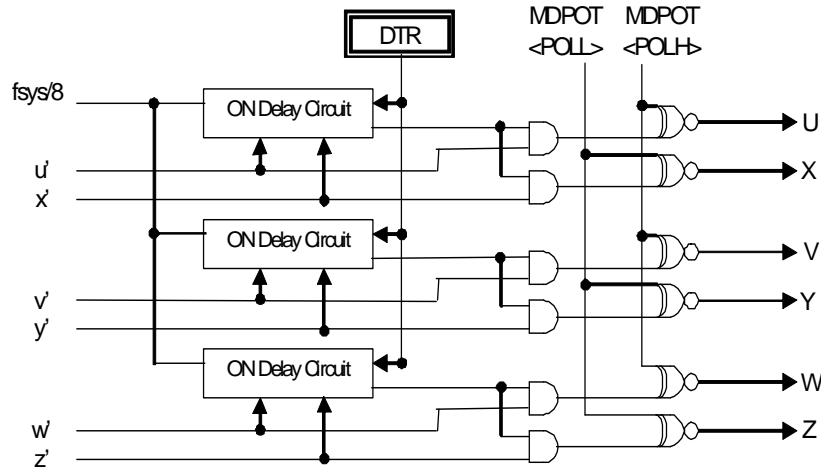 DTR
MDPOT
<POLL>
MDPOT
<POLH>
fsys/8
ON Delay Circuit
U
u'
X
x'
ON Delay Circuit
V
v'
Y
y'
ON Delay Circuit
W
w'
Z
z'